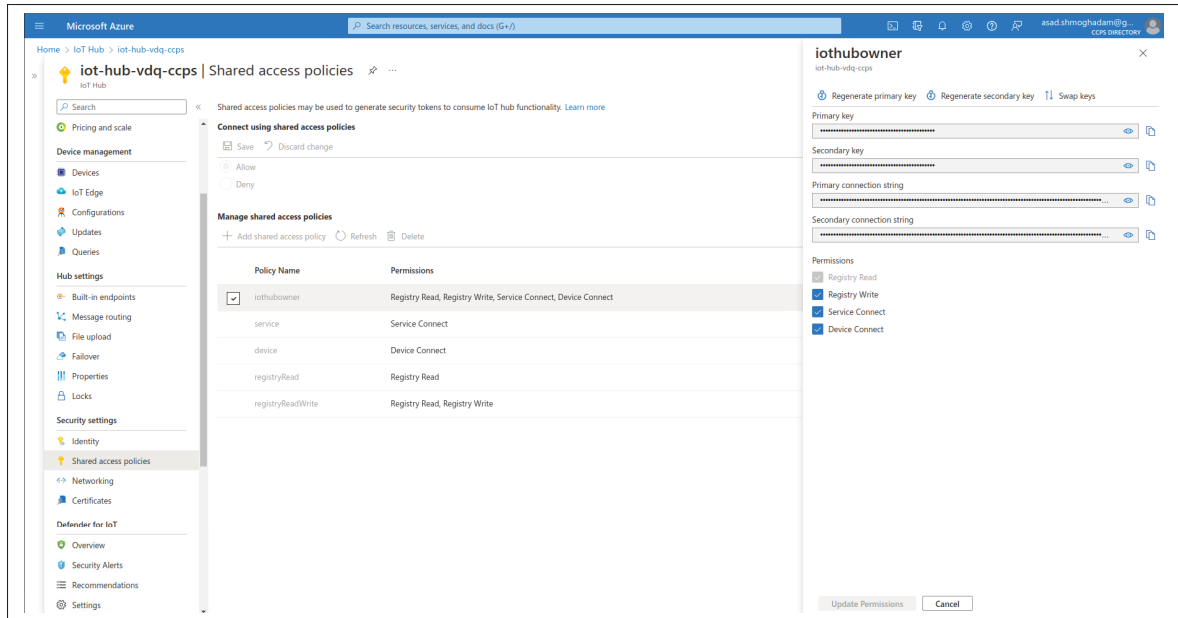 Microsoft Azure
Search resources, services, and docs (G+/)
asad.shmoghadam@g...
CCPS DIRECTORY
Home > IoT Hub > iot-hub-vdq-ccps
iot-hub-vdq-ccps | Shared access policies
IoT Hub
Search
Pricing and scale
Device management
Devices
IoT Edge
Configurations
Updates
Queries
Hub settings
Built-in endpoints
Message routing
File upload
Failover
Properties
Locks
Security settings
Identity
Shared access policies
Networking
Certificates
Defender for IoT
Overview
Security Alerts
Recommendations
Settings
Shared access policies may be used to generate security tokens to consume IoT hub functionality. Learn more
Connect using shared access policies
Save Discard change
Allow
Deny
Manage shared access policies
Add shared access policy Refresh Delete
Policy Name Permissions
iothubowner Registry Read, Registry Write, Service Connect, Device Connect
service Service Connect
device Device Connect
registryRead Registry Read
registryReadWrite Registry Read, Registry Write
iothubowner
iot-hub-vdq-ccps
Regenerate primary key Regenerate secondary key Swap keys
Primary key
Secondary key
Primary connection string
Secondary connection string
Permissions
Registry Read
Registry Write
Service Connect
Device Connect
Update Permissions Cancel